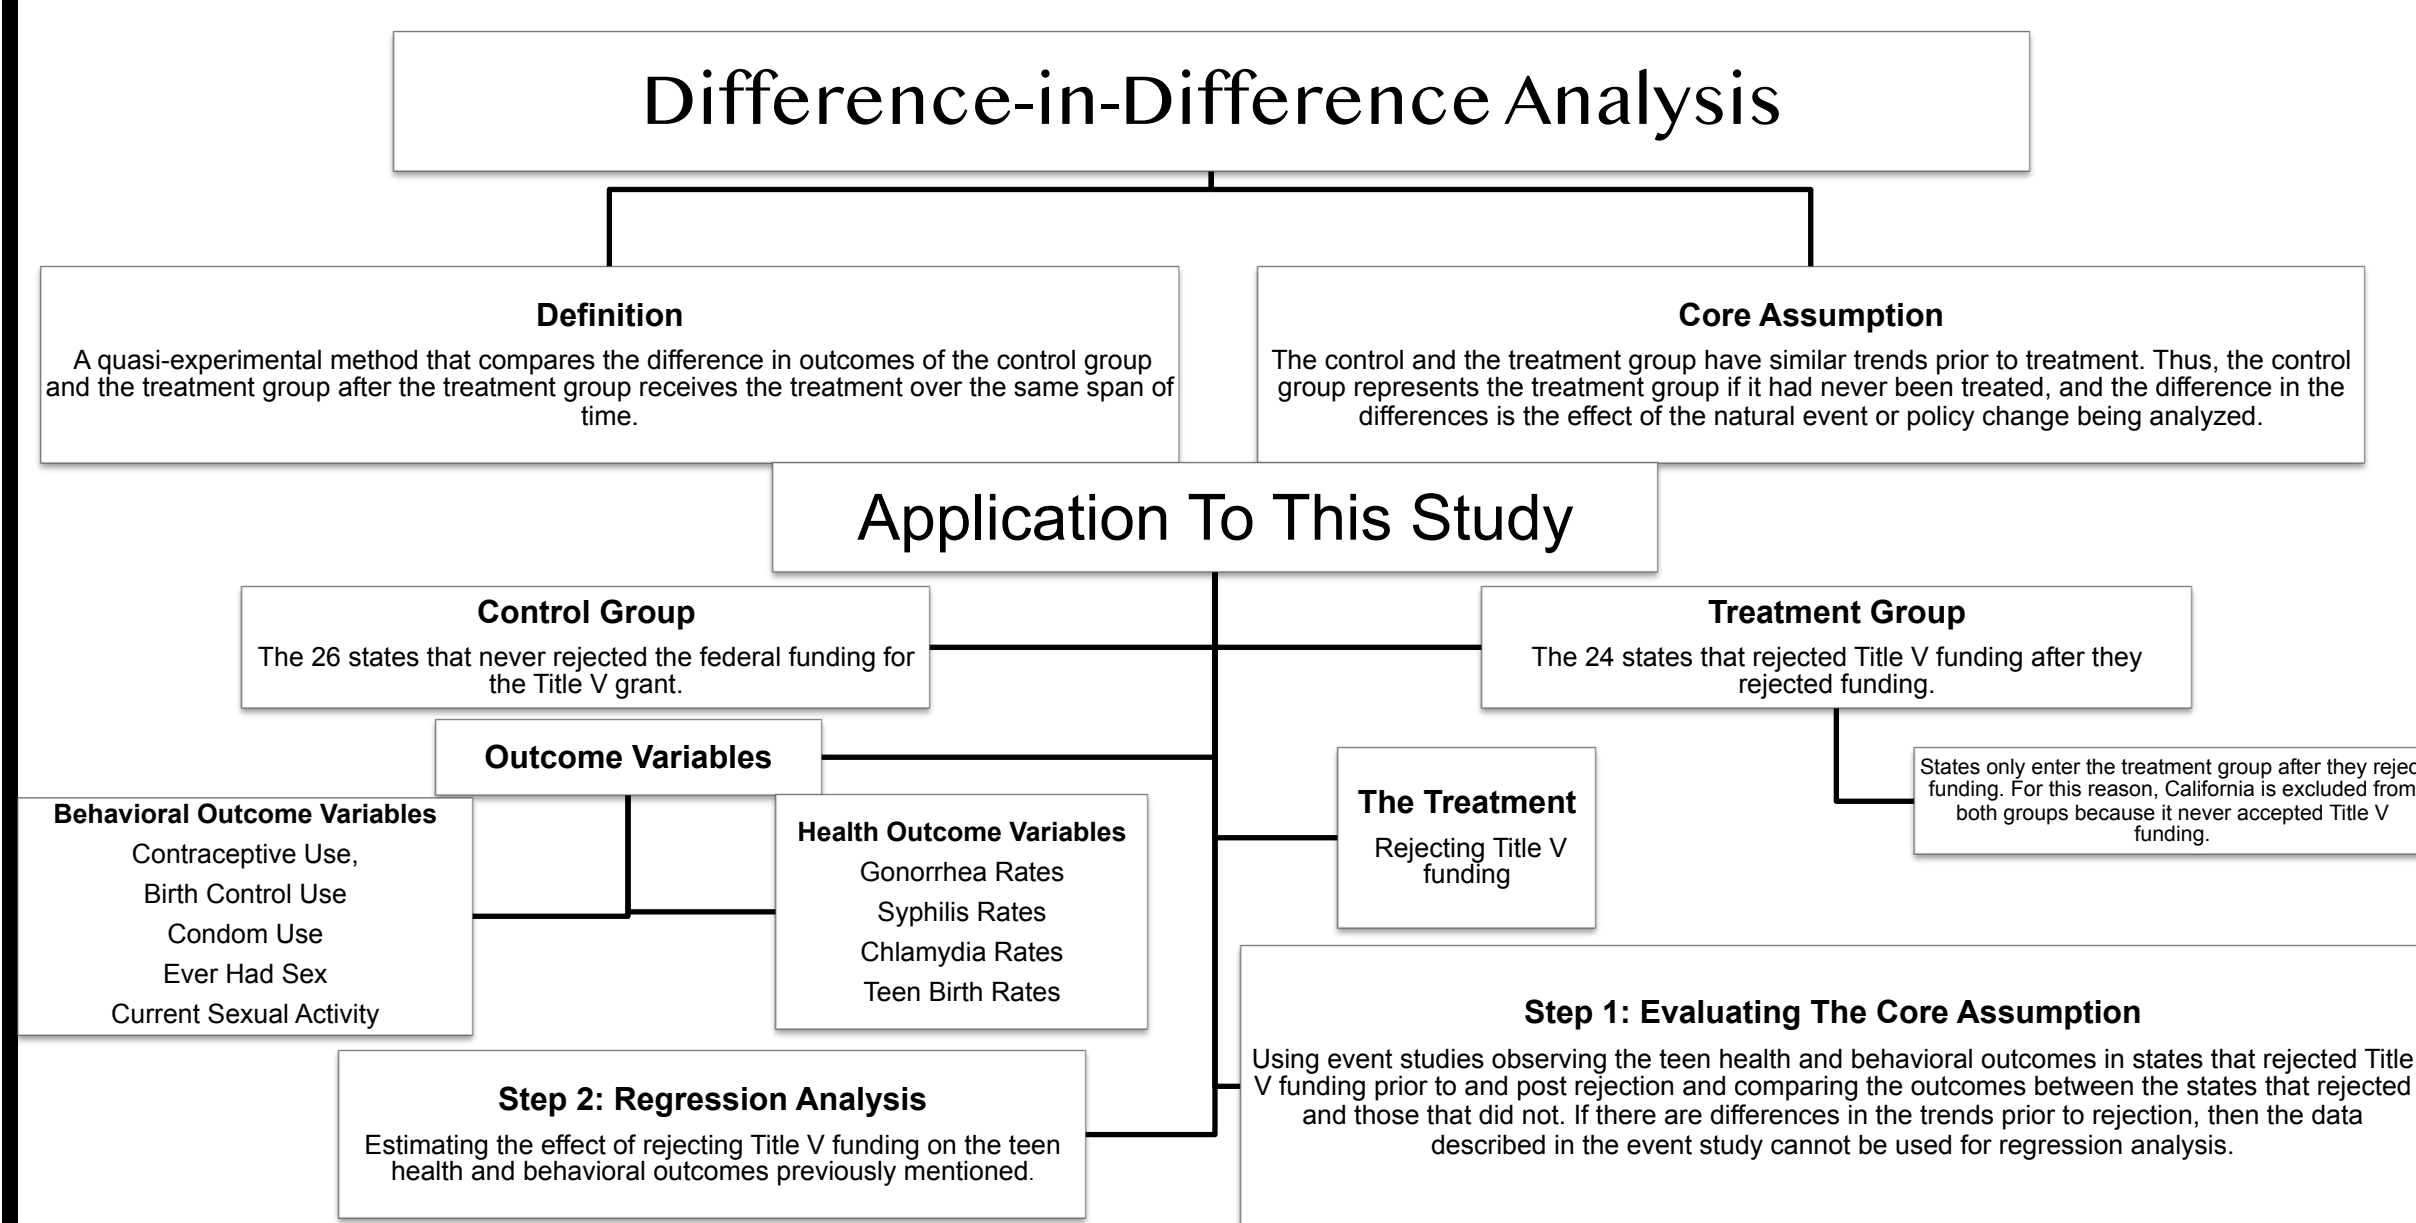 Difference-in-Difference Analysis
Definition
A quasi-experimental method that compares the difference in outcomes of the control group
and the treatment group after the treatment group receives the treatment over the same span of
time.
Core Assumption
The control and the treatment group have similar trends prior to treatment. Thus, the control
group represents the treatment group if it had never been treated, and the difference in the
differences is the effect of the natural event or policy change being analyzed.
Application To This Study
Control Group
The 26 states that never rejected the federal funding for
the Title V grant.
Treatment Group
The 24 states that rejected Title V funding after they
rejected funding.
States only enter the treatment group after they rejec
funding. For this reason, California is excluded from
both groups because it never accepted Title V
funding.
Outcome Variables
Behavioral Outcome Variables
Contraceptive Use,
Birth Control Use
Condom Use
Ever Had Sex
Current Sexual Activity
Health Outcome Variables
Gonorrhea Rates
Syphilis Rates
Chlamydia Rates
Teen Birth Rates
The Treatment
Rejecting Title V
funding
Step 1: Evaluating The Core Assumption
Using event studies observing the teen health and behavioral outcomes in states that rejected Title
V funding prior to and post rejection and comparing the outcomes between the states that rejected
and those that did not. If there are differences in the trends prior to rejection, then the data
described in the event study cannot be used for regression analysis.
Step 2: Regression Analysis
Estimating the effect of rejecting Title V funding on the teen
health and behavioral outcomes previously mentioned.